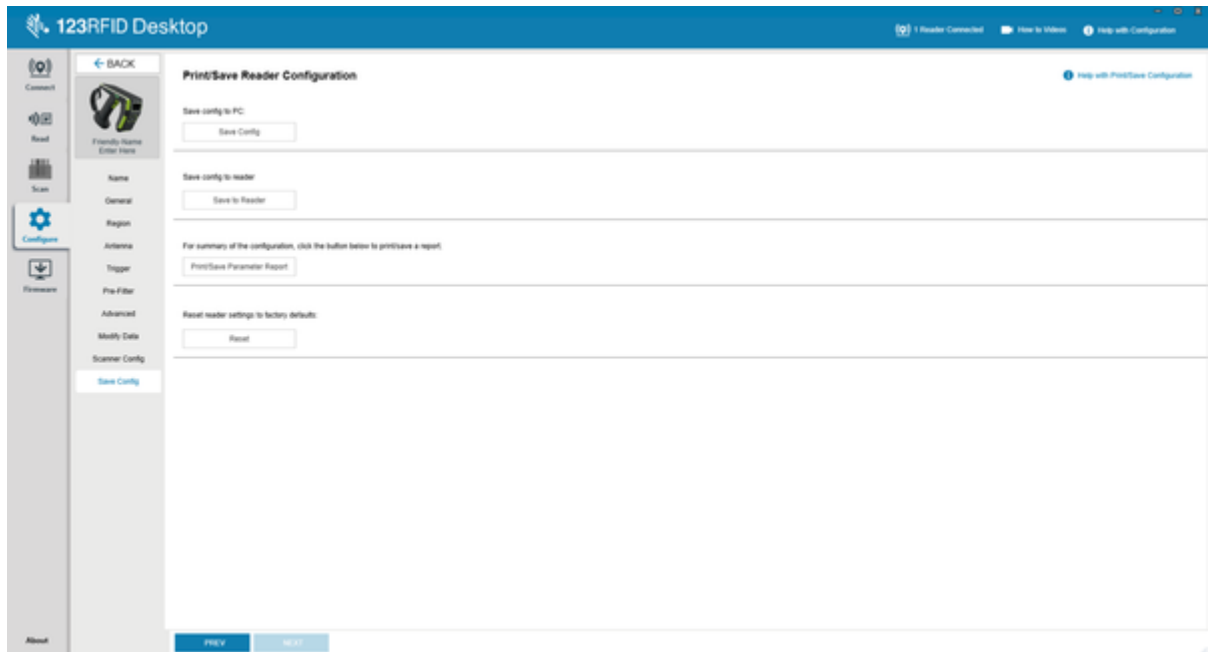 123RFID Desktop
1 Reader Connected
How to Videos
Help with Configuration
Connect
Read
Scan
Configure
Firmware
About
BACK
Friendly-Name
Enter Here
Name
General
Region
Antenna
Trigger
Pre-Filter
Advanced
Modify Data
Scanner Config
Save Config
Print/Save Reader Configuration
Help with Print/Save Configuration
Save config to PC:
Save Config
Save config to reader
Save to Reader
For summary of the configuration, click the button below to print/save a report:
Print/Save Parameter Report
Reset reader settings to factory defaults:
Reset
PREV
NEXT